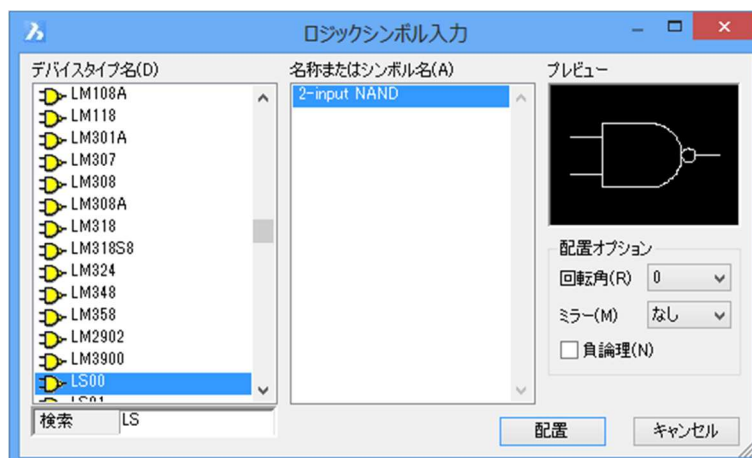 ロジックシンボル入力
デバイスタイプ名(D)
LM108A
LM118
LM301A
LM307
LM308
LM308A
LM318
LM318S8
LM324
LM348
LM358
LM2902
LM3900
LS00
LS01
検索 LS
名称またはシンボル名(A)
2-input NAND
プレビュー
配置オプション
回転角(R) 0
ミラー(M) なし
負論理(N)
配置 キャンセル